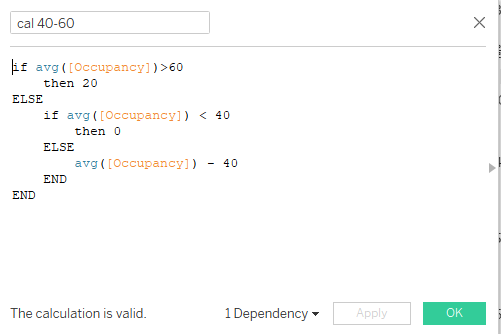 cal 40-60
if avg([Occupancy])>60
then 20
ELSE
if avg([Occupancy]) < 40
then 0
ELSE
avg([Occupancy]) - 40
END
END
The calculation is valid.
1 Dependency
Apply
OK